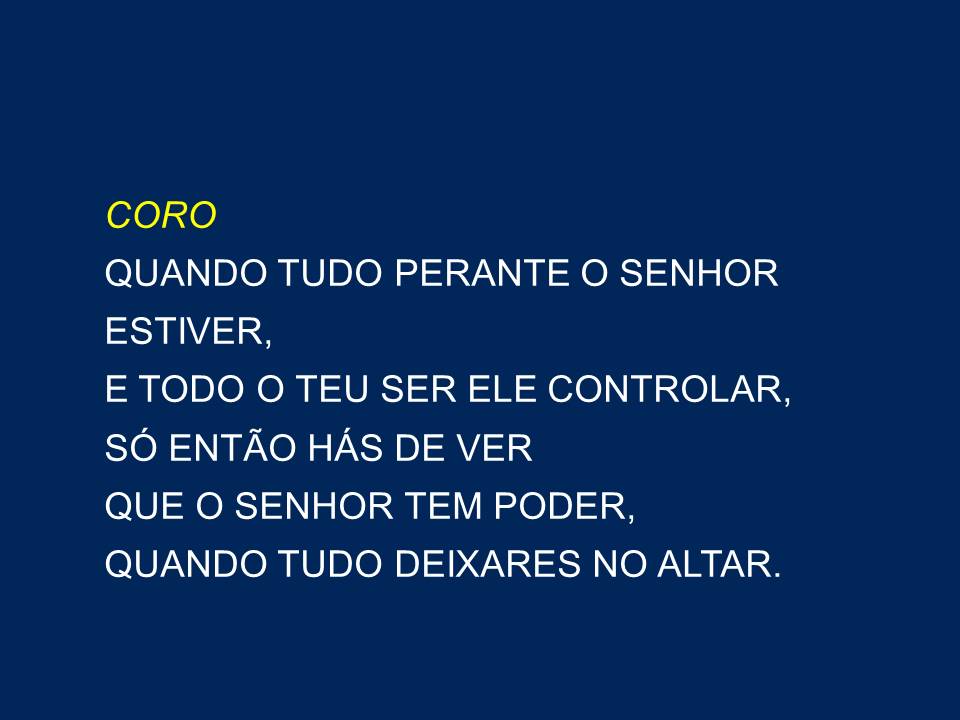 CORO
QUANDO TUDO PERANTE O SENHOR
ESTIVER,
E TODO O TEU SER ELE CONTROLAR,
SÓ ENTÃO HÁS DE VER
QUE O SENHOR TEM PODER,
QUANDO TUDO DEIXARES NO ALTAR.